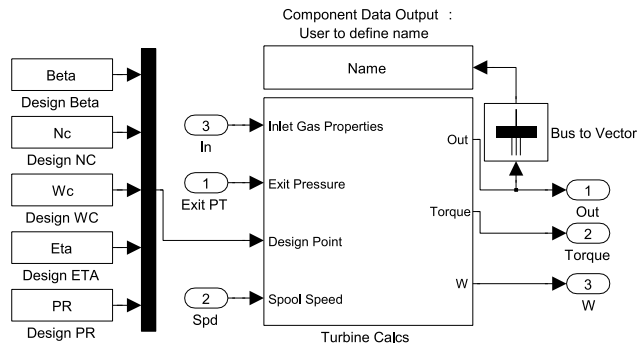 Component Data Output :
User to define name
Name
Beta
Design Beta
Nc
Design NC
Wc
Design WC
Eta
Design ETA
PR
Design PR
3
In
1
Exit PT
2
Spd
Inlet Gas Properties
Exit Pressure
Design Point
Spool Speed
Out
Torque
W
Turbine Calcs
Bus to Vector
1
Out
2
Torque
3
W